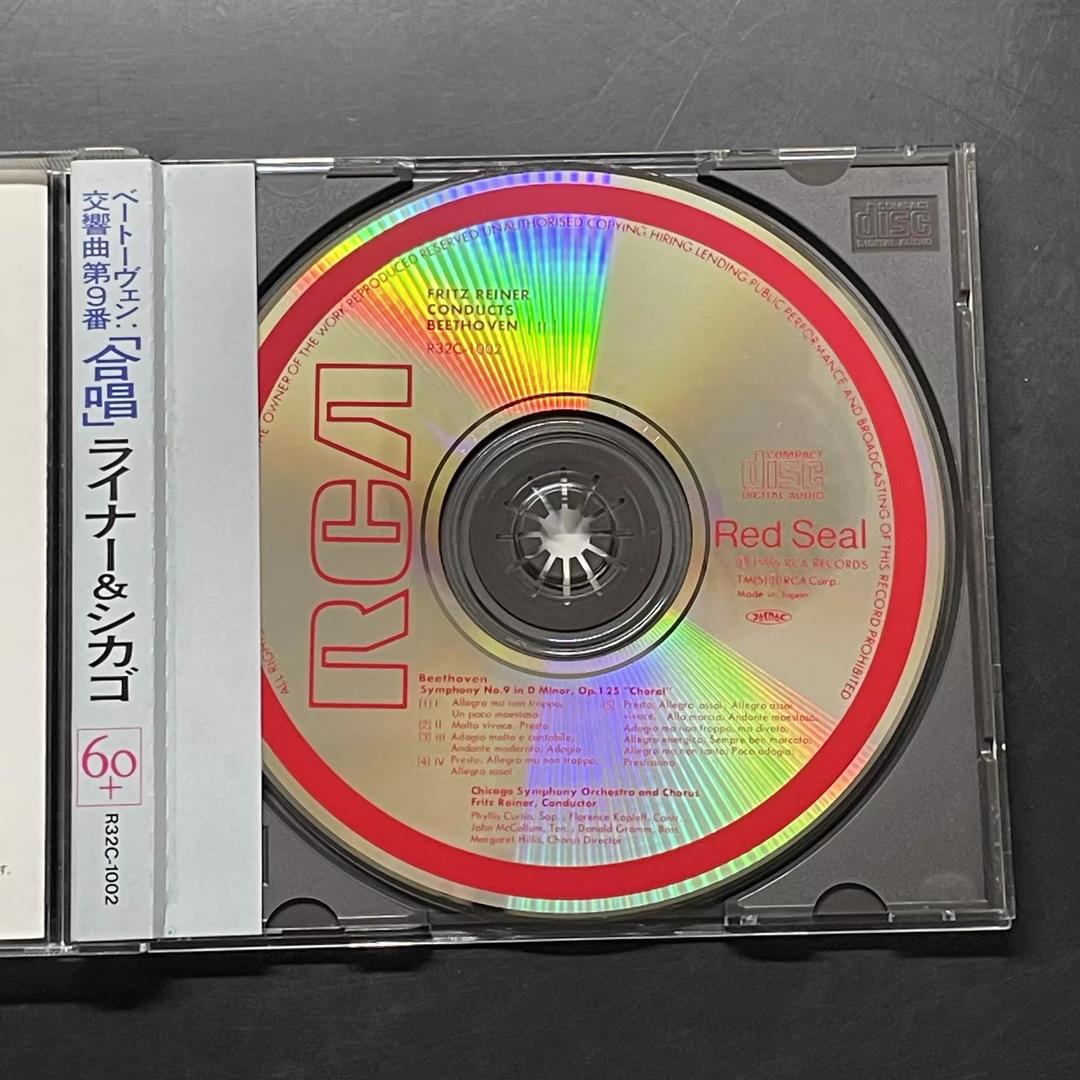 ベートーヴェン:
交響曲第9番「合唱」
ライナー&シカゴ
60+
R32C-1002
す。
COMPACT
disc
DIGITAL AUDIO
OWNER OF THE WORK REPRODUCED RESERVED UNAUTHORISED COPYING HIRING LENDING PUBLIC PERFORMANCE AND BROADCASTING OF THIS RECORD PROHIBITED
ALL RIGH
FRITZ REINER
CONDUCTS
BEETHOVEN [II]
R32C-1002
RCA
COMPACT
disc
DIGITAL AUDIO
Red Seal
RCA RECORDS
TM(S)®RCA Corp.
Made in Japan
JASRAC
Beethoven
Symphony No.9 in D Minor, Op.125 "Choral"
[1] I Allegro ma non troppo,
Un poco maestoso
[2] II Molto vivace, Presto
[3] III Adagio molto e cantabile,
Andante moderato, Adagio
[4] IV Presto, Allegro ma non troppo,
Allegro assai
[5] Presto, Allegro assai, Allegro assai
vivace, Alla marcia, Andante maestoso,
Adagio ma non troppo, ma divoto,
Allegro energico, Sempre ben marcato,
Allegro ma non tanto, Poco adagio,
Prestissimo
Chicago Symphony Orchestra and Chorus
Fritz Reiner, Conductor
Phyllis Curtin, Sop., Florence Kopleff, Contr.
John McCollum, Ten., Donald Gramm, Bass
Margaret Hillis, Chorus Director